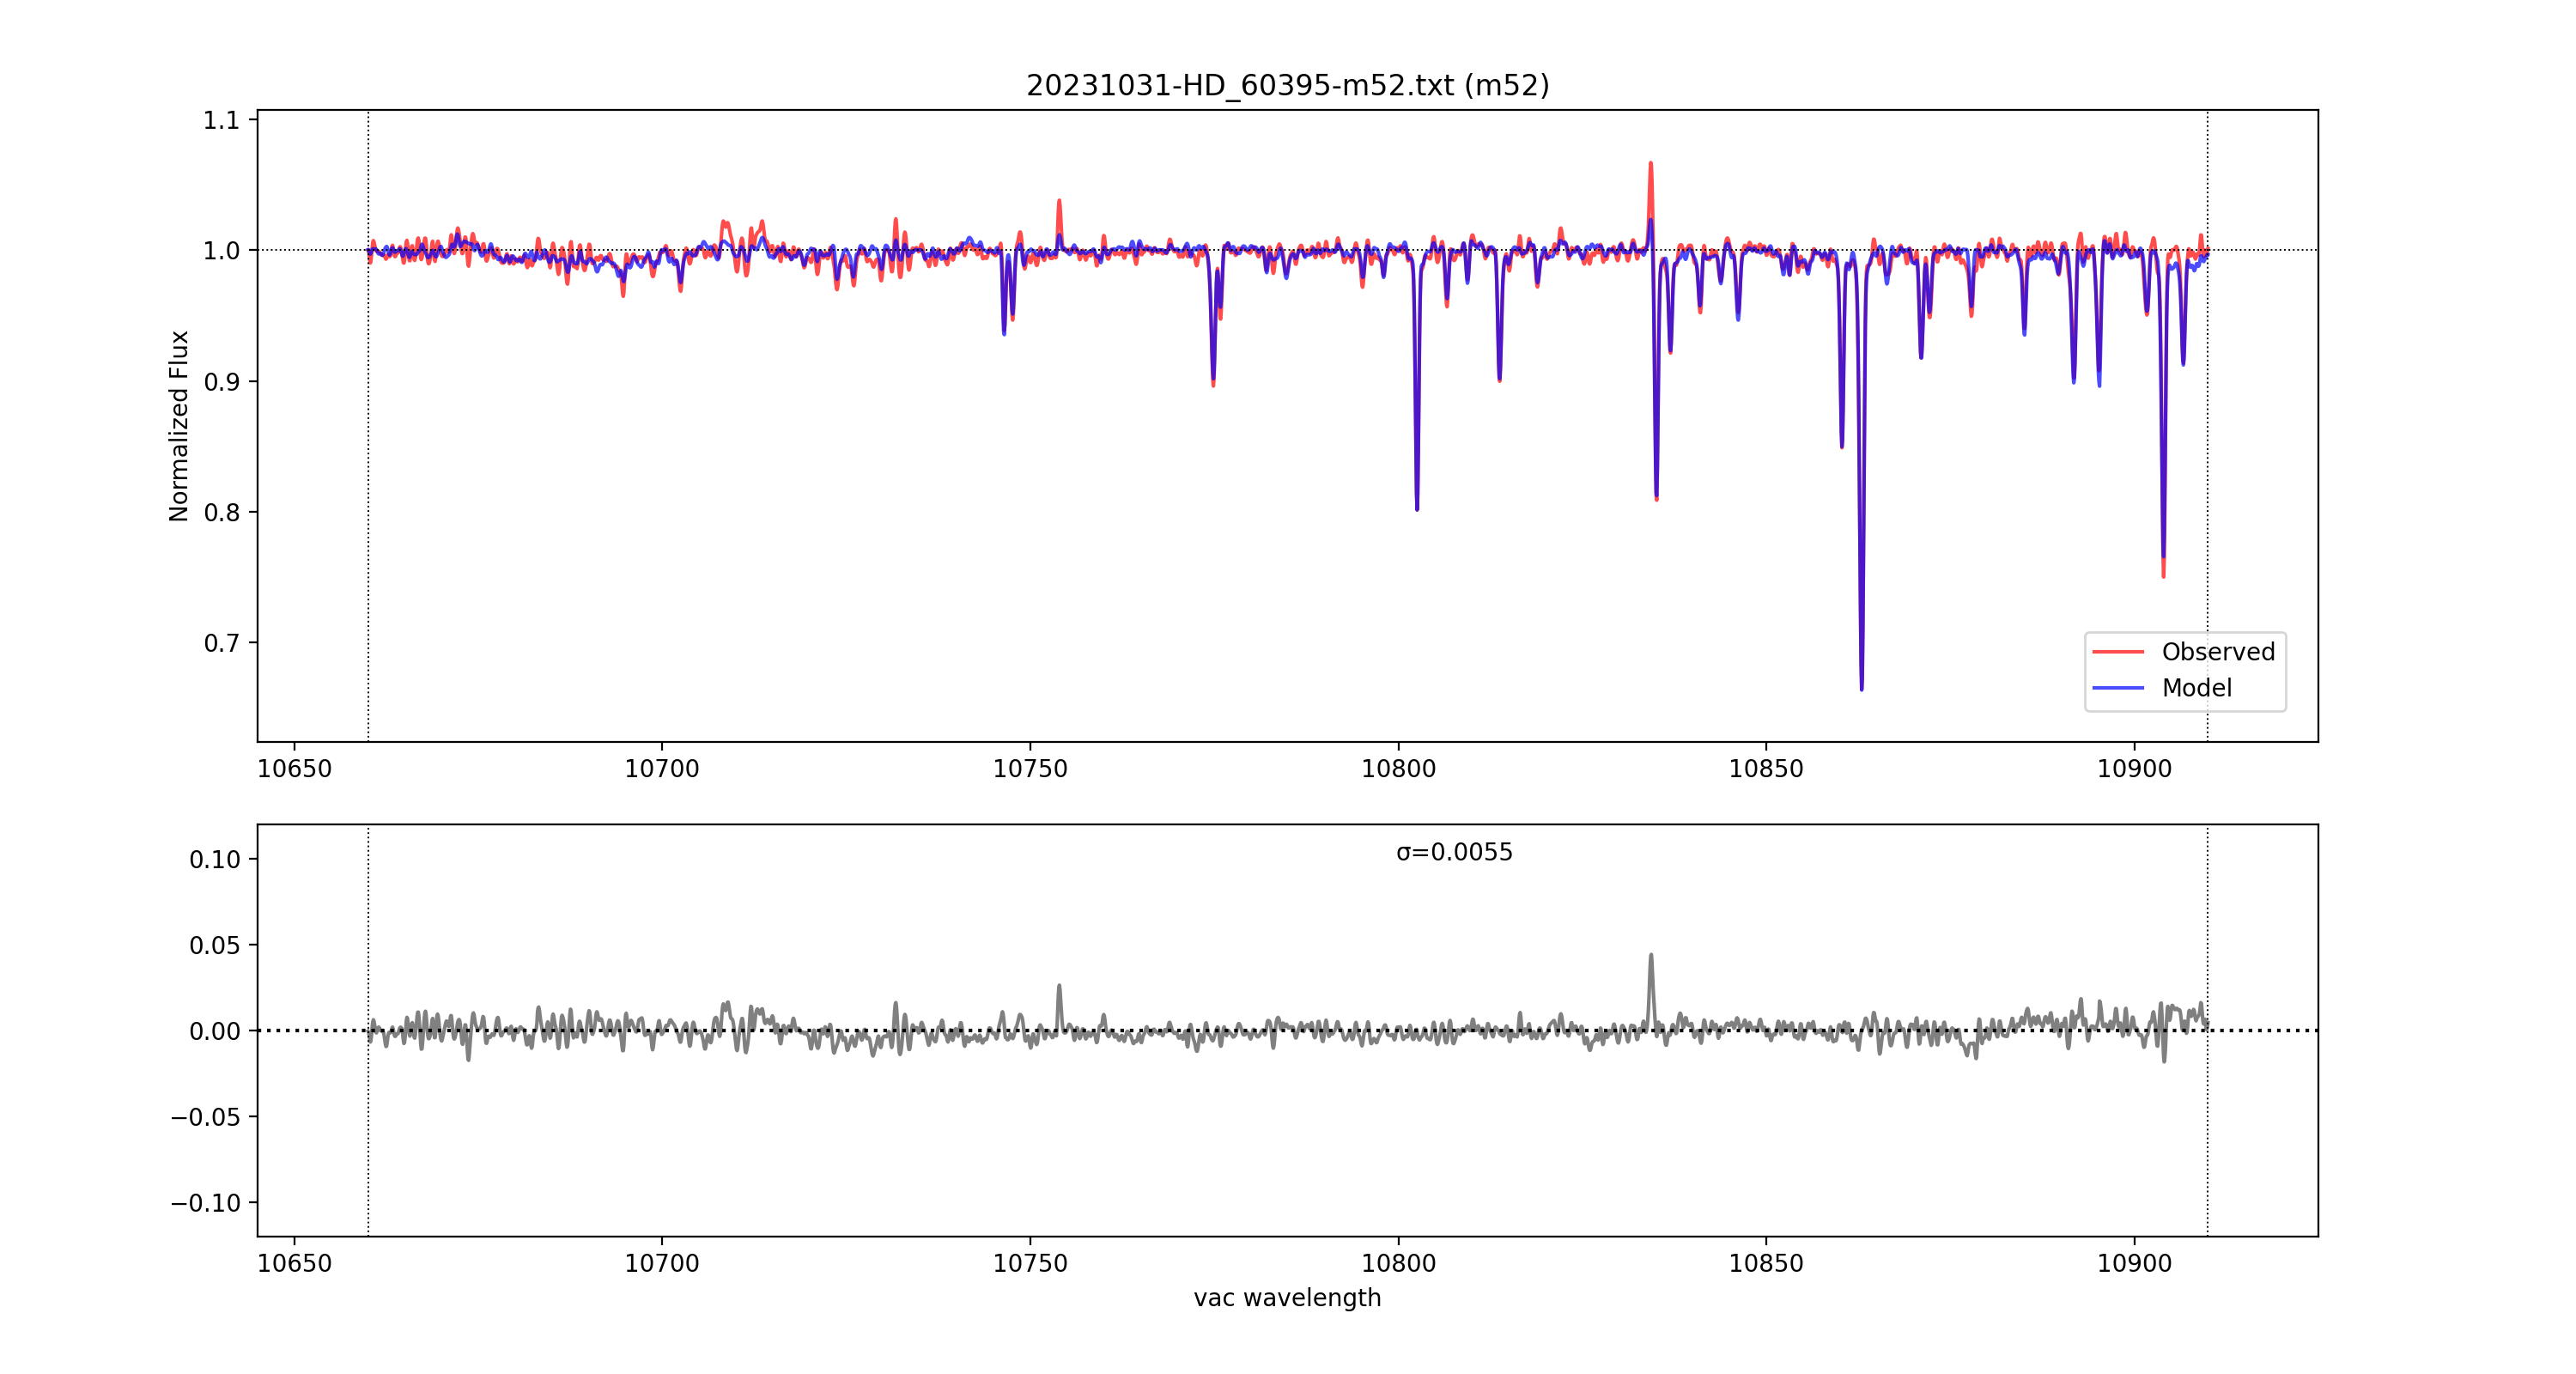 20231031-HD_60395-m52.txt (m52)
1.1
1.0
0.9
0.8
0.7
Normalized Flux
Observed
Model
10650 10700 10750 10800 10850 10900
σ=0.0055
0.10
0.05
0.00
−0.05
−0.10
10650 10700 10750 10800 10850 10900
vac wavelength